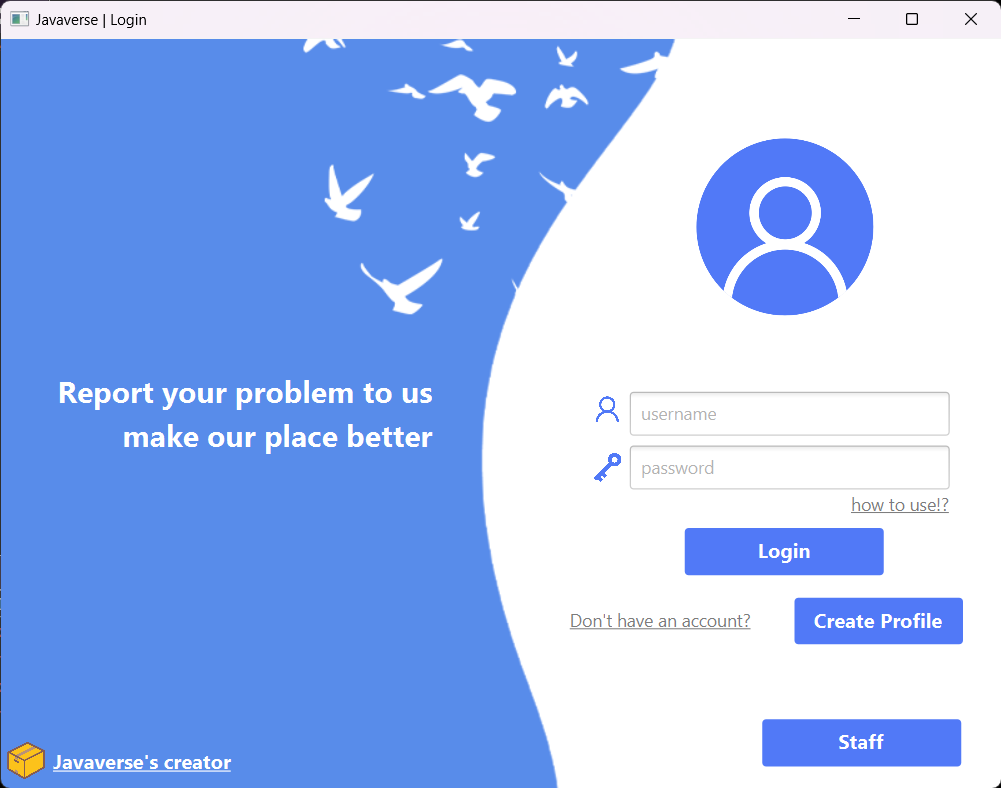 Javaverse | Login
Report your problem to us
make our place better
username
password
how to use!?
Login
Don't have an account?
Create Profile
Staff
Javaverse's creator